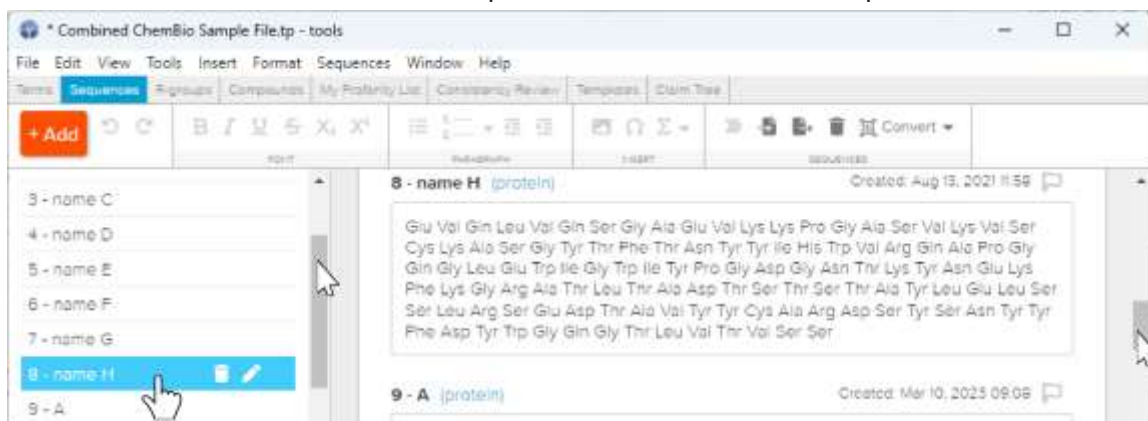 * Combined ChemBio Sample File.tp - tools
File Edit View Tools Insert Format Sequences Window Help
Terms Sequences R-groups Compounds My Profanity List Consistency Review Templates Claim Tree
+ Add B I U S X₂ X² Convert
FONT PARAGRAPH INSERT SEQUENCES
3 - name C
4 - name D
5 - name E
6 - name F
7 - name G
8 - name H
9 - A
8 - name H (protein) Created: Aug 13, 2021 11:59
Glu Val Gln Leu Val Gln Ser Gly Ala Glu Val Lys Lys Pro Gly Ala Ser Val Lys Val Ser
Cys Lys Ala Ser Gly Tyr Thr Phe Thr Asn Tyr Tyr Ile His Trp Val Arg Gln Ala Pro Gly
Gln Gly Leu Glu Trp Ile Gly Trp Ile Tyr Pro Gly Asp Gly Asn Thr Lys Tyr Asn Glu Lys
Phe Lys Gly Arg Ala Thr Leu Thr Ala Asp Thr Ser Thr Ser Thr Ala Tyr Leu Glu Leu Ser
Ser Leu Arg Ser Glu Asp Thr Ala Val Tyr Tyr Cys Ala Arg Asp Ser Tyr Ser Asn Tyr Tyr
Phe Asp Tyr Trp Gly Gln Gly Thr Leu Val Thr Val Ser Ser
9 - A (protein) Created: Mar 10, 2023 09:09